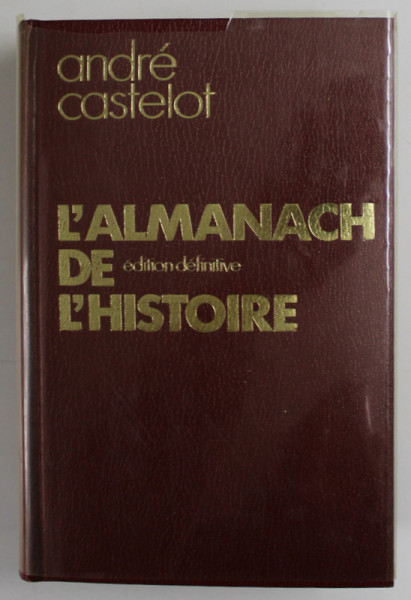 andré
castelot
L'ALMANACH
DE édition définitive
L'HISTOIRE